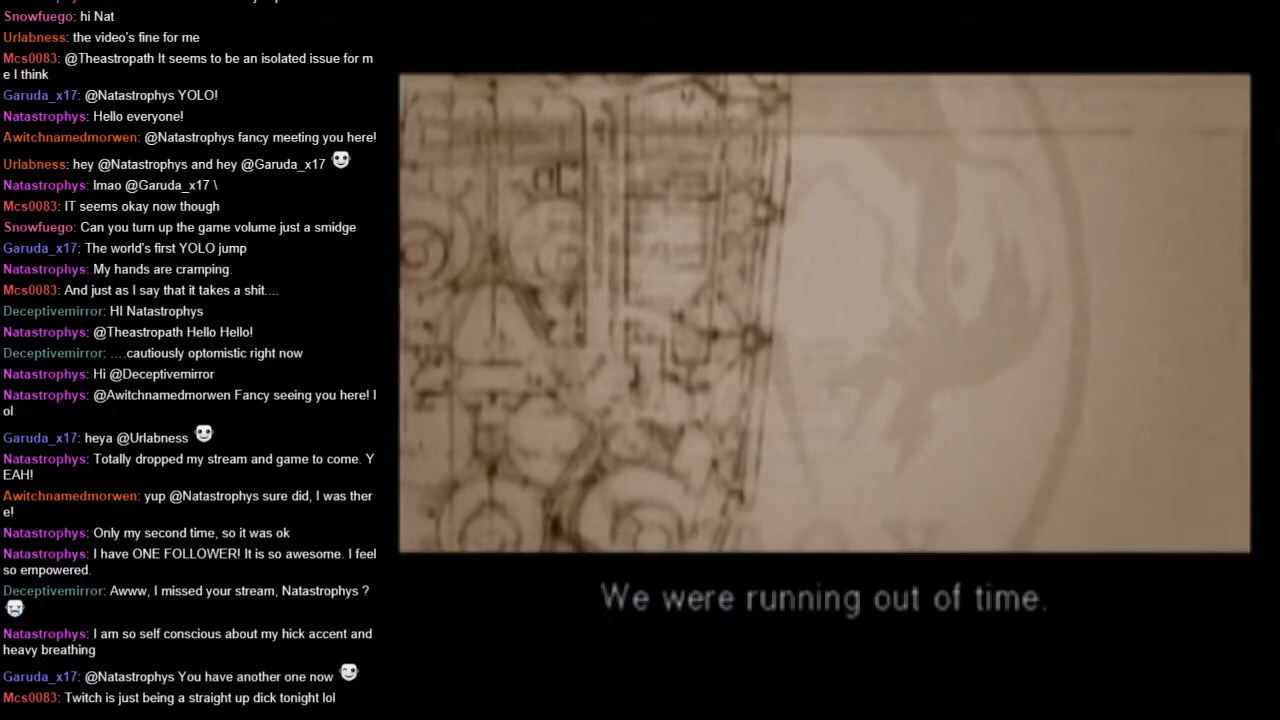 Snowfuego: hi Nat
Urlabness: the video's fine for me
Mcs0083: @Theastropath It seems to be an isolated issue for m
e I think
Garuda_x17: @Natastrophys YOLO!
Natastrophys: Hello everyone!
Awitchnamedmorwen: @Natastrophys fancy meeting you here!
Urlabness: hey @Natastrophys and hey @Garuda_x17
Natastrophys: lmao @Garuda_x17 \
Mcs0083: IT seems okay now though
Snowfuego: Can you turn up the game volume just a smidge
Garuda_x17: The world's first YOLO jump
Natastrophys: My hands are cramping.
Mcs0083: And just as I say that it takes a shit....
Deceptivemirror: HI Natastrophys
Natastrophys: @Theastropath Hello Hello!
Deceptivemirror: ....cautiously optomistic right now
Natastrophys: Hi @Deceptivemirror
Natastrophys: @Awitchnamedmorwen Fancy seeing you here! l
ol
Garuda_x17: heya @Urlabness
Natastrophys: Totally dropped my stream and game to come. Y
EAH!
Awitchnamedmorwen: yup @Natastrophys sure did, I was ther
e!
Natastrophys: Only my second time, so it was ok
Natastrophys: I have ONE FOLLOWER! It is so awesome. I feel
so empowered.
Deceptivemirror: Awww, I missed your stream, Natastrophys ?
Natastrophys: I am so self conscious about my hick accent and
heavy breathing
Garuda_x17: @Natastrophys You have another one now
Mcs0083: Twitch is just being a straight up dick tonight lol
We were running out of time.